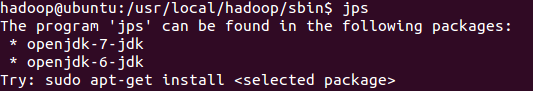 hadoop@ubuntu:/usr/local/hadoop/sbin$ jps
The program 'jps' can be found in the following packages:
 * openjdk-7-jdk
 * openjdk-6-jdk
Try: sudo apt-get install <selected package>